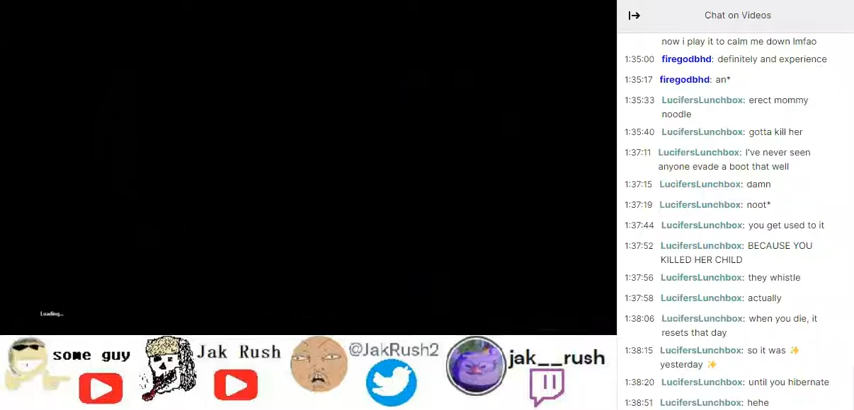 Chat on Videos
now i play it to calm me down lmfao
1:35:00 firegodbhd: definitely and experience
1:35:17 firegodbhd: an*
1:35:33 LucifersLunchbox: erect mommy
noodle
1:35:40 LucifersLunchbox: gotta kill her
1:37:11 LucifersLunchbox: I've never seen
anyone evade a boot that well
1:37:15 LucifersLunchbox: damn
1:37:19 LucifersLunchbox: noot*
1:37:44 LucifersLunchbox: you get used to it
1:37:52 LucifersLunchbox: BECAUSE YOU
KILLED HER CHILD
1:37:56 LucifersLunchbox: they whistle
1:37:58 LucifersLunchbox: actually
1:38:06 LucifersLunchbox: when you die, it
resets that day
1:38:15 LucifersLunchbox: so it was ✨
yesterday ✨
1:38:20 LucifersLunchbox: until you hibernate
1:38:51 LucifersLunchbox: hehe
Loading...
some guy
Jak Rush
@JakRush2
jak__rush